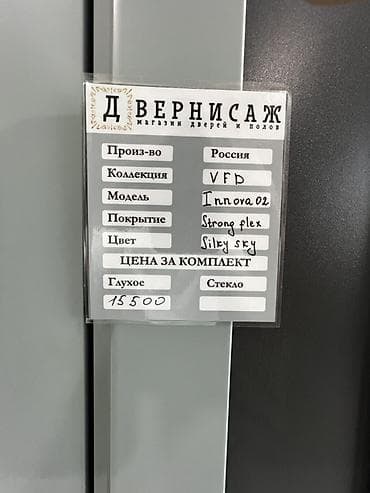 ДВЕРНИСАЖ
магазин дверей и полов
Произ-во Россия
Коллекция VFD
Модель Innova 02
Покрытие Strong plex
Цвет Silky sky
ЦЕНА ЗА КОМПЛЕКТ
Глухое Стекло
15500